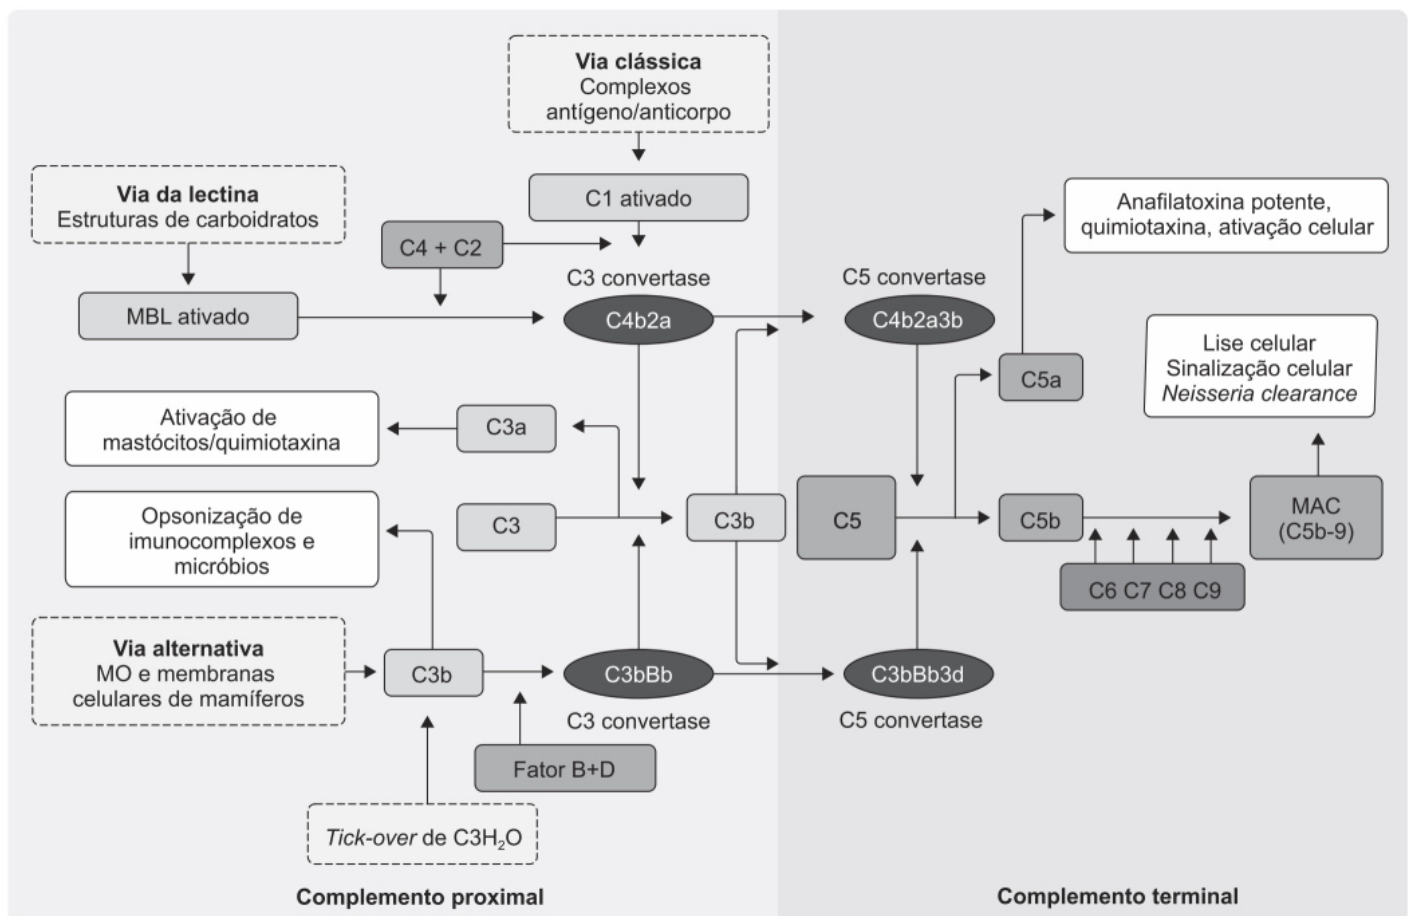 Via clássica
Complexos
antígeno/anticorpo
Via da lectina
Estruturas de carboidratos
C1 ativado
C4 + C2
MBL ativado
C3 convertase
C4b2a
C5 convertase
C4b2a3b
Anafilatoxina potente,
quimiotaxina, ativação celular
Lise celular
Sinalização celular
Neisseria clearance
C5a
Ativação de
mastócitos/quimiotaxina
C3a
Opsonização de
imunocomplexos e
micróbios
C3
C3b
C5
C5b
MAC
(C5b-9)
C6 C7 C8 C9
Via alternativa
MO e membranas
celulares de mamíferos
C3b
C3bBb
C3 convertase
C3bBb3d
C5 convertase
Fator B+D
Tick-over de C3H₂O
Complemento proximal
Complemento terminal